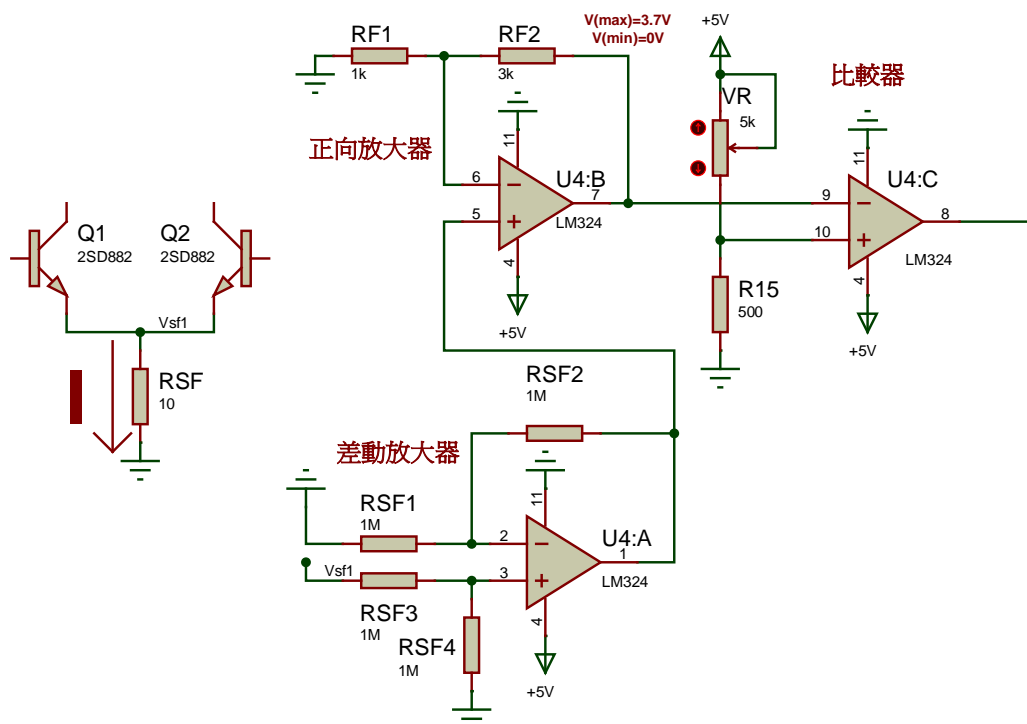 RF1
1k
RF2
3k
V(max)=3.7V
V(min)=0V
+5V
比較器
VR
5k
正向放大器
11
6
5
7
4
U4:B
LM324
+5V
11
9
10
8
4
U4:C
LM324
+5V
R15
500
Q1
2SD882
Q2
2SD882
Vsf1
RSF
10
I
RSF2
1M
差動放大器
RSF1
1M
Vsf1
RSF3
1M
RSF4
1M
11
2
3
1
4
U4:A
LM324
+5V